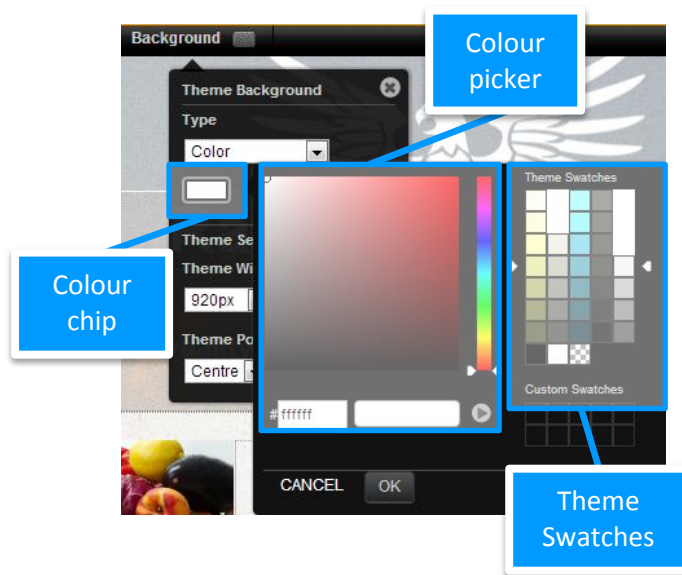 Background
Colour
picker
Theme Background
Type
Color
Theme Swatches
Colour
chip
Theme Se
Theme Wi
920px
Theme Po
Centre
#ffffff
Custom Swatches
CANCEL
OK
Theme
Swatches